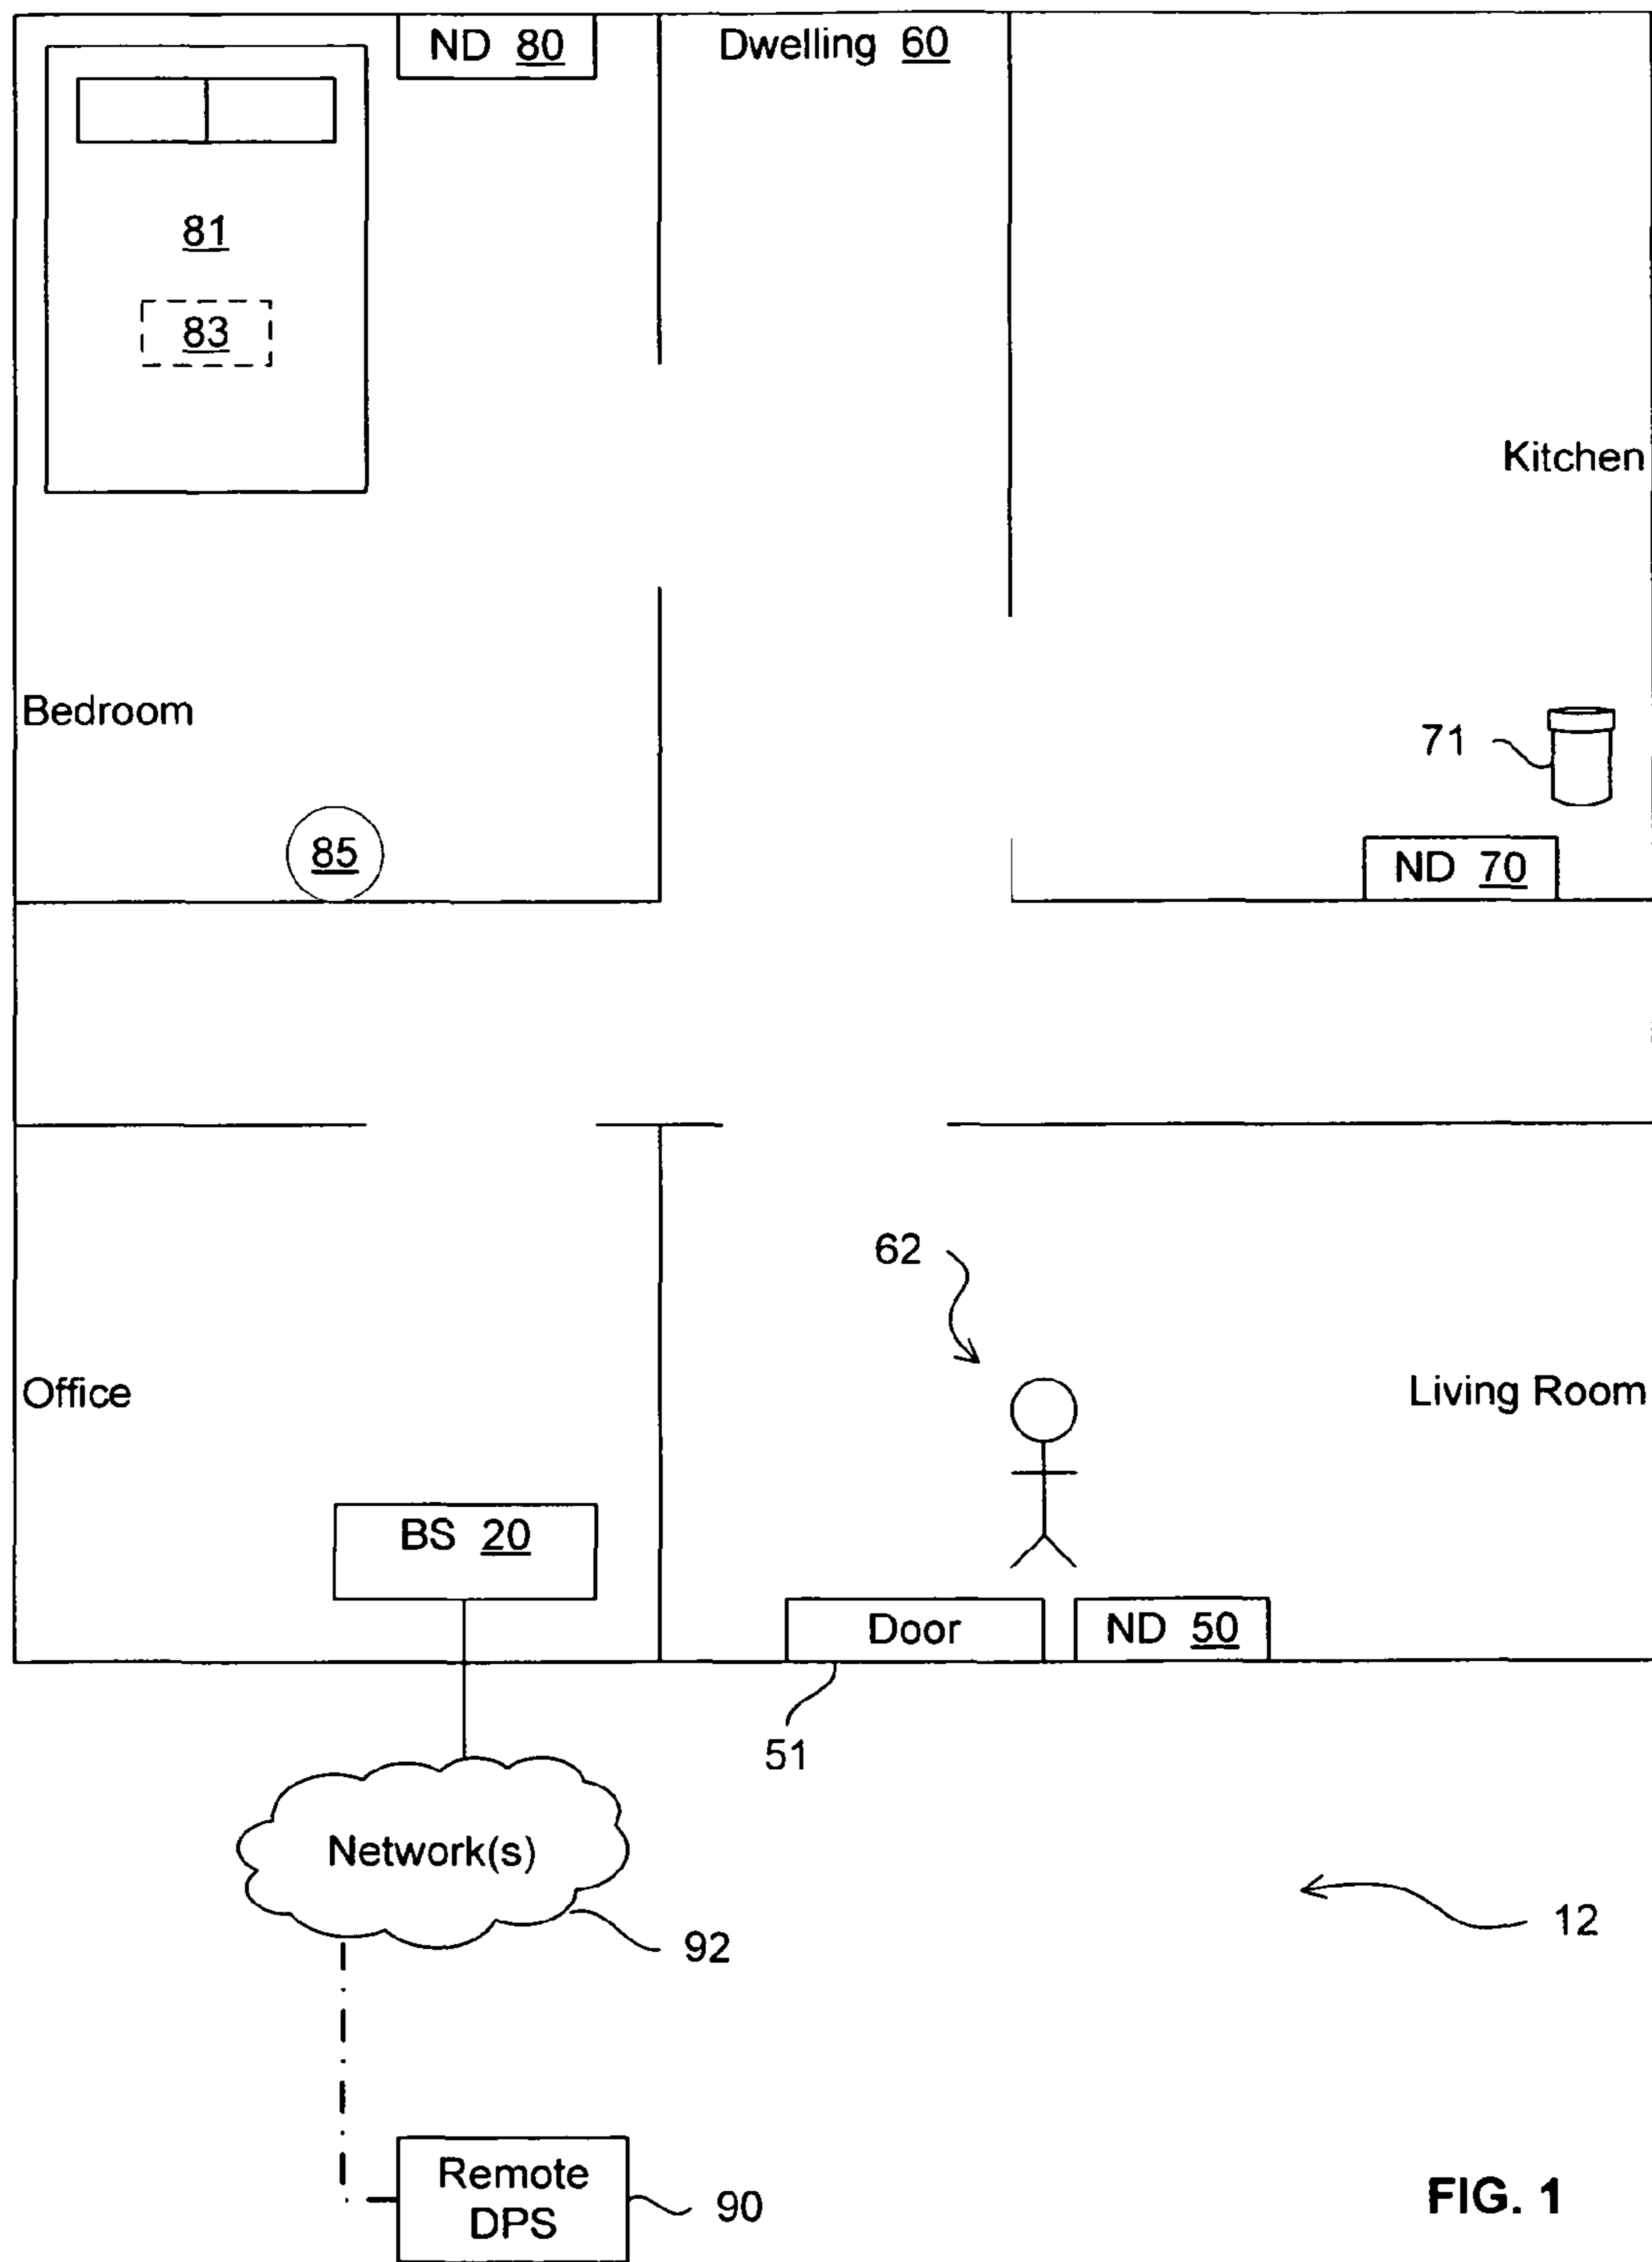 ND 80
Dwelling 60
81
83
Kitchen
Bedroom
71
85
ND 70
62
Office
Living Room
BS 20
Door
ND 50
51
Network(s)
12
92
Remote
DPS
90
FIG. 1